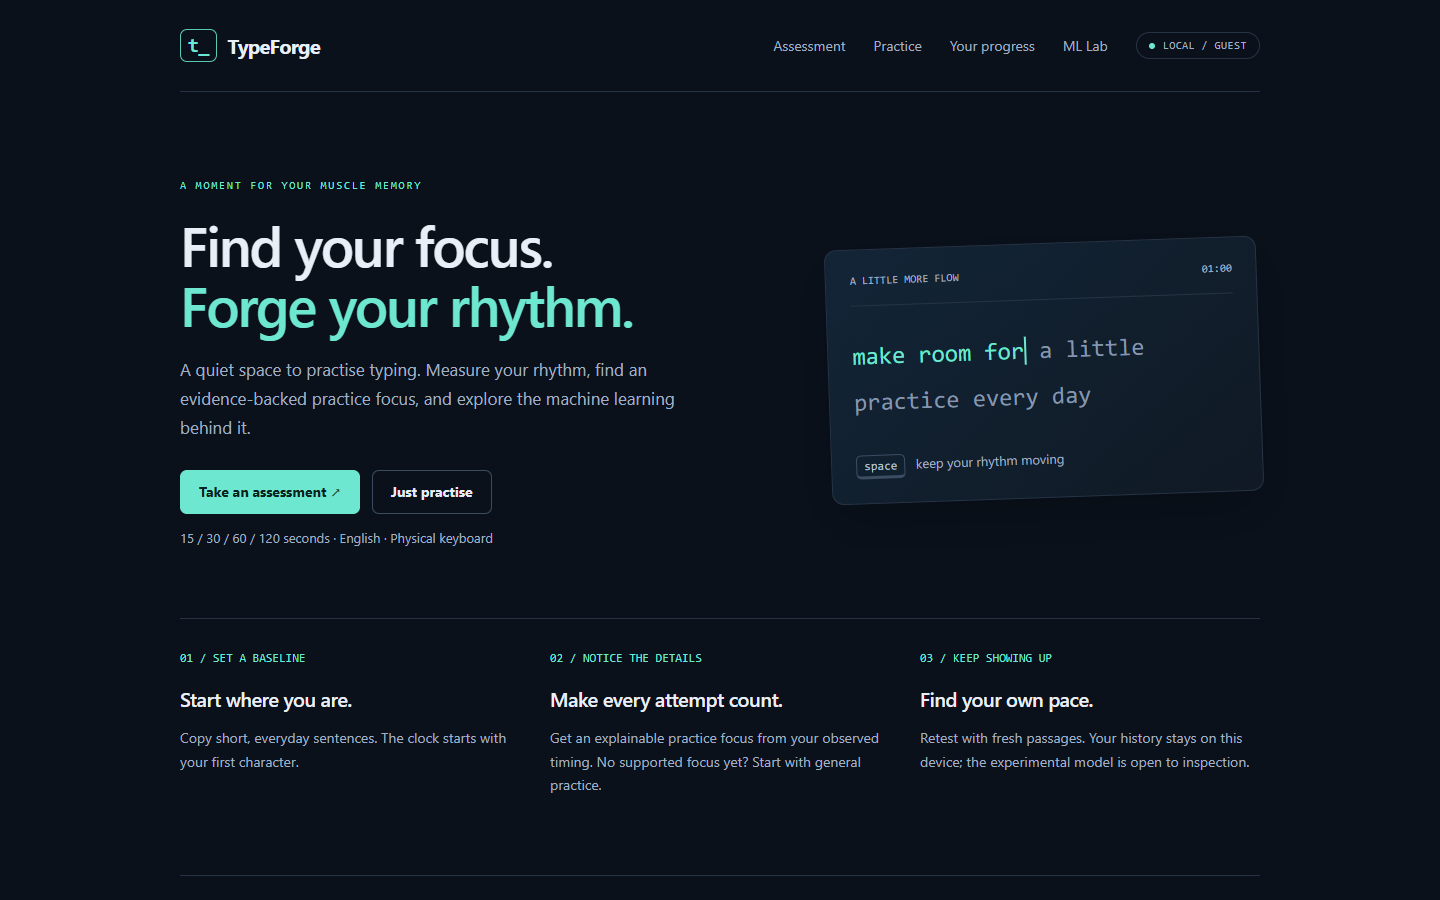 t_ TypeForge
Assessment Practice Your progress ML Lab LOCAL / GUEST
A MOMENT FOR YOUR MUSCLE MEMORY
Find your focus.
Forge your rhythm.
A quiet space to practise typing. Measure your rhythm, find an
evidence-backed practice focus, and explore the machine learning
behind it.
Take an assessment ↗ Just practise
15 / 30 / 60 / 120 seconds · English · Physical keyboard
A LITTLE MORE FLOW 01:00
make room for a little
practice every day
space keep your rhythm moving
01 / SET A BASELINE
Start where you are.
Copy short, everyday sentences. The clock starts with
your first character.
02 / NOTICE THE DETAILS
Make every attempt count.
Get an explainable practice focus from your observed
timing. No supported focus yet? Start with general
practice.
03 / KEEP SHOWING UP
Find your own pace.
Retest with fresh passages. Your history stays on this
device; the experimental model is open to inspection.